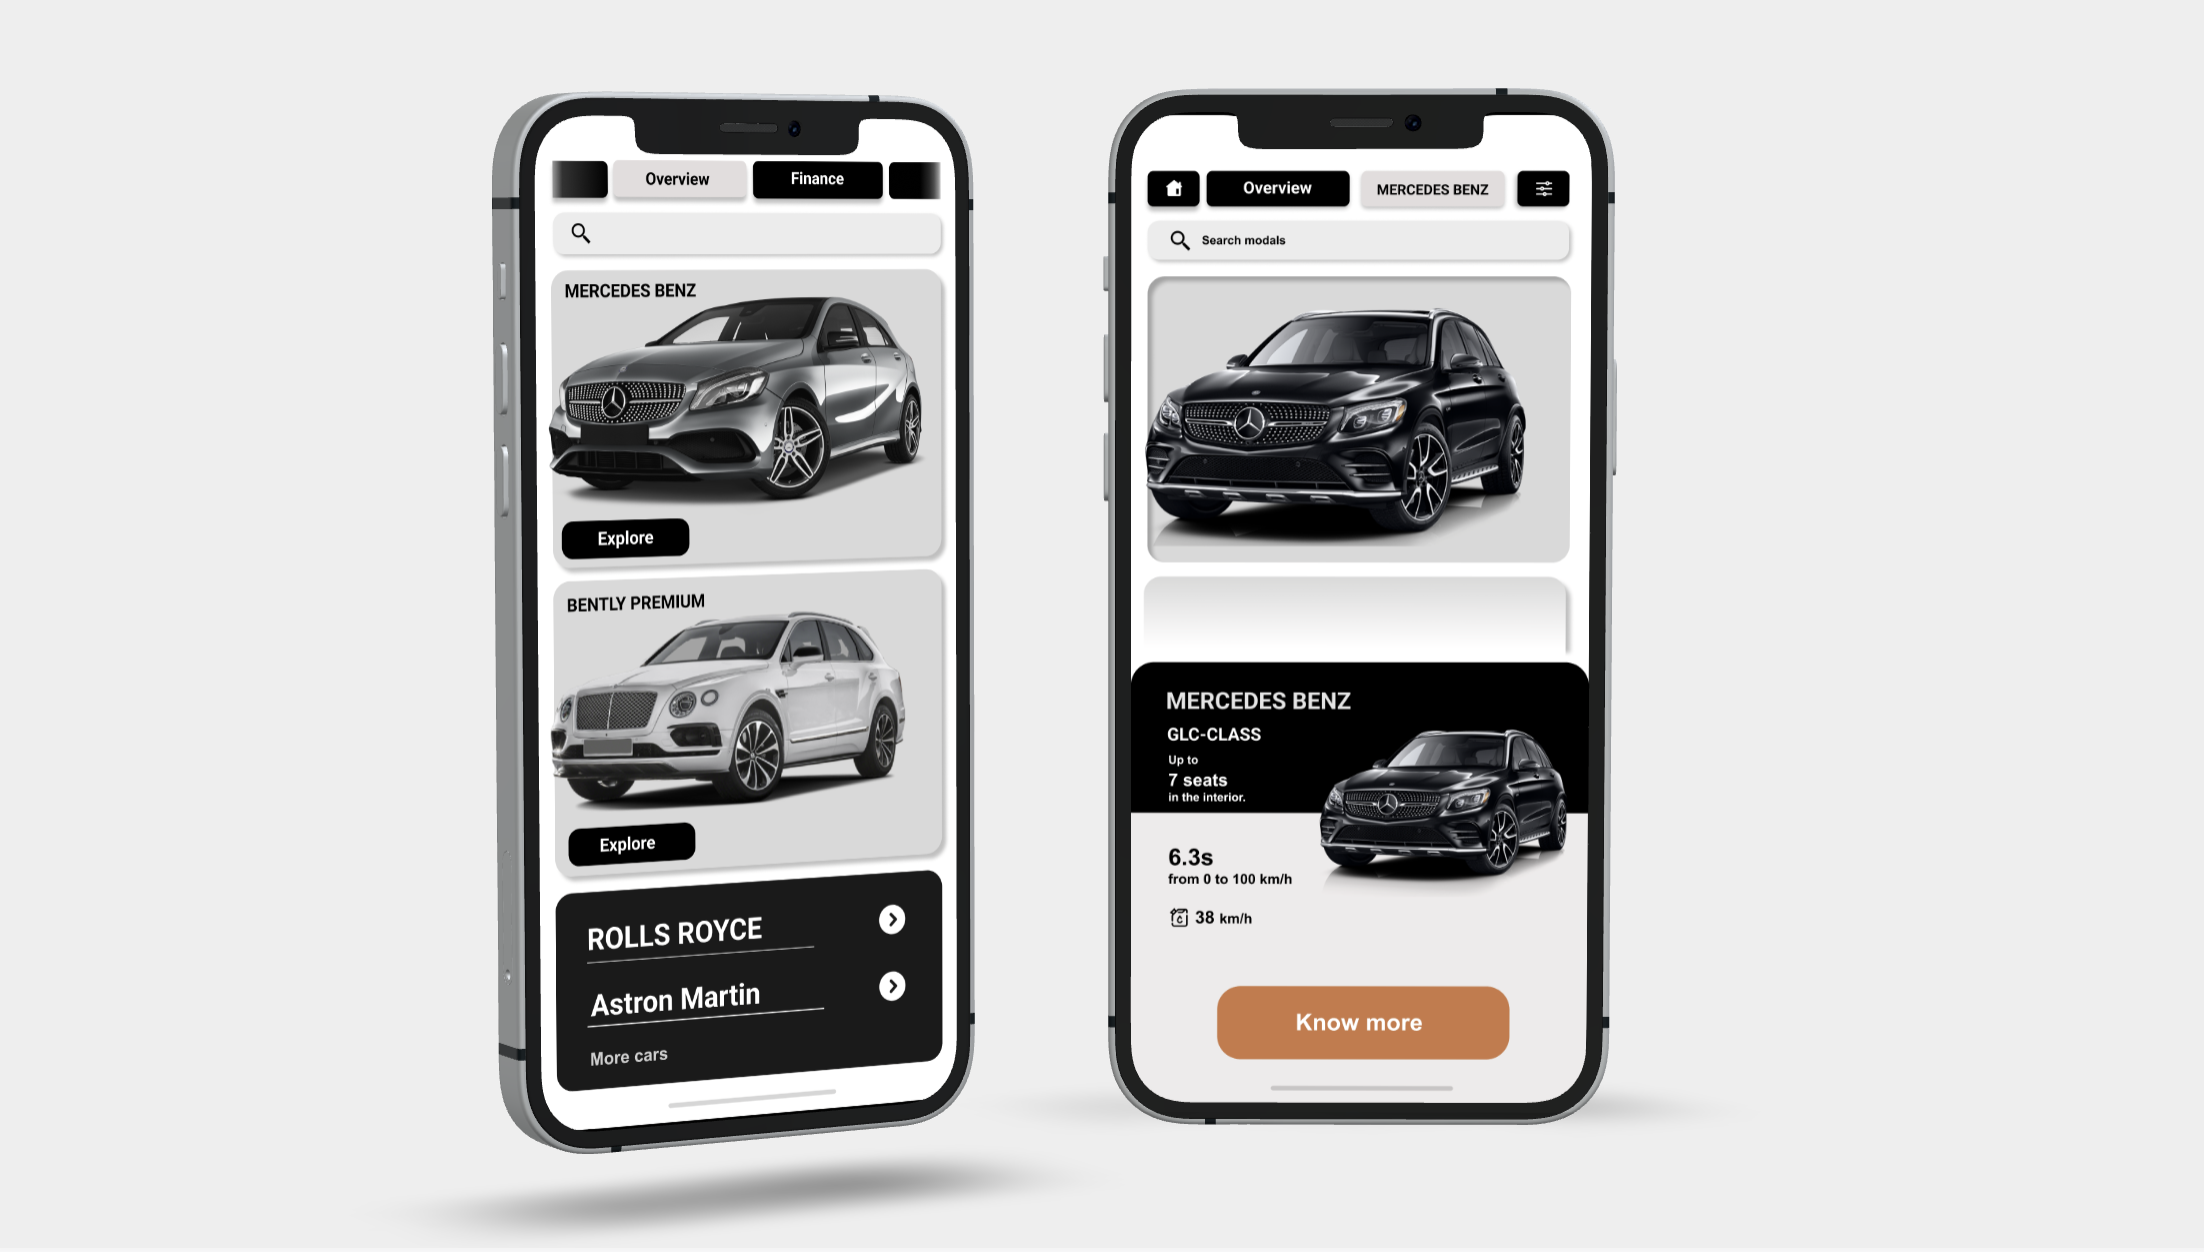 Overview
Finance
MERCEDES BENZ
Explore
BENTLY PREMIUM
Explore
ROLLS ROYCE
Astron Martin
More cars
Overview
MERCEDES BENZ
Search modals
MERCEDES BENZ
GLC-CLASS
Up to
7 seats
in the interior.
6.3s
from 0 to 100 km/h
38 km/h
Know more